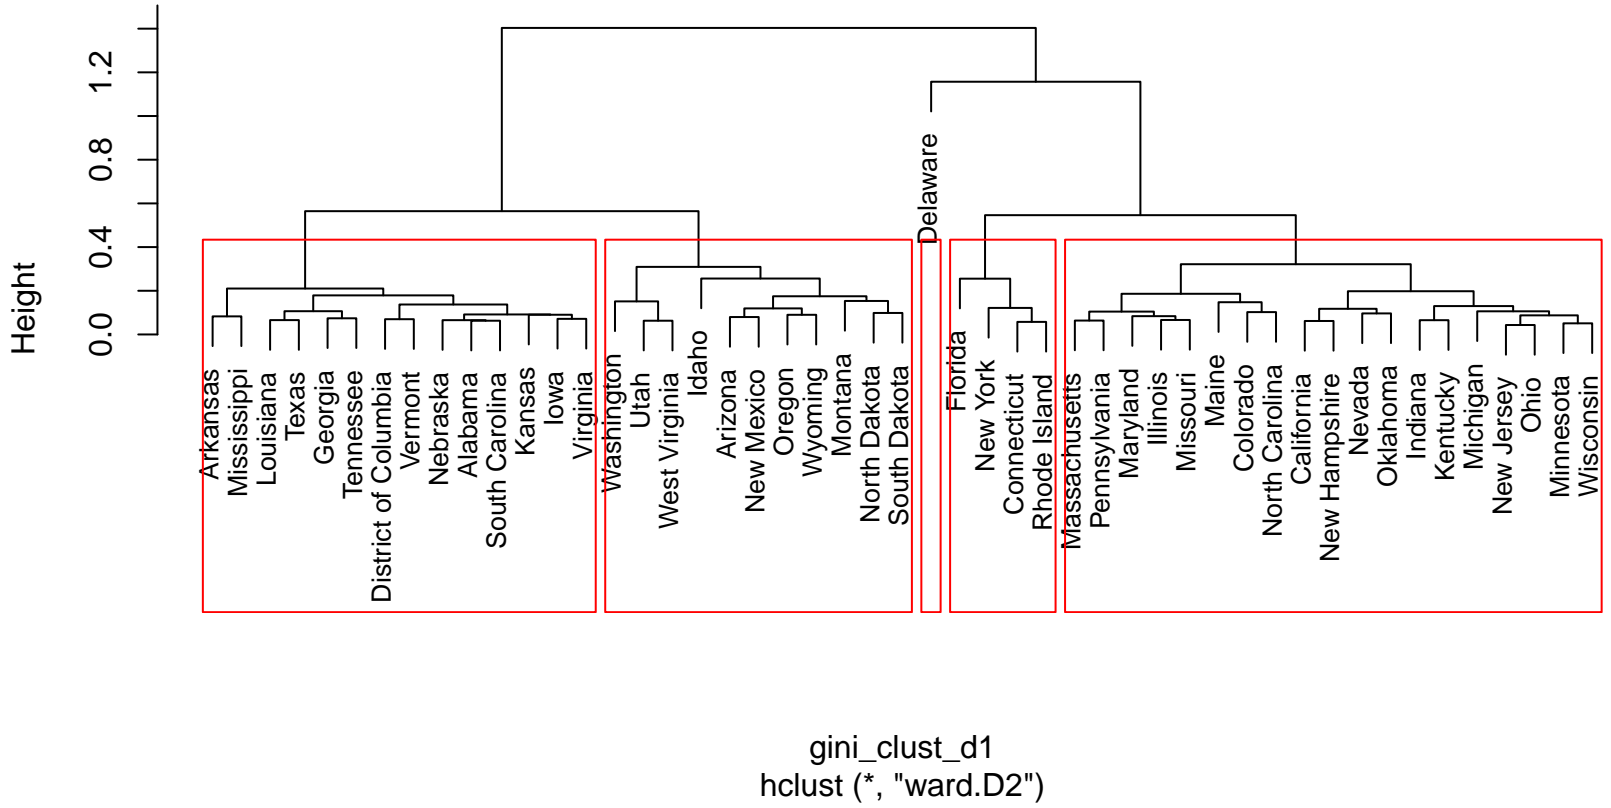 Height
0.0
0.4
0.8
1.2
Arkansas
Mississippi
Louisiana
Texas
Georgia
Tennessee
District of Columbia
Vermont
Nebraska
Alabama
South Carolina
Kansas
Iowa
Virginia
Washington
Utah
West Virginia
Idaho
Arizona
New Mexico
Oregon
Wyoming
Montana
North Dakota
South Dakota
Delaware
Florida
New York
Connecticut
Rhode Island
Massachusetts
Pennsylvania
Maryland
Illinois
Missouri
Maine
Colorado
North Carolina
California
New Hampshire
Nevada
Oklahoma
Indiana
Kentucky
Michigan
New Jersey
Ohio
Minnesota
Wisconsin
gini_clust_d1
hclust (*, "ward.D2")